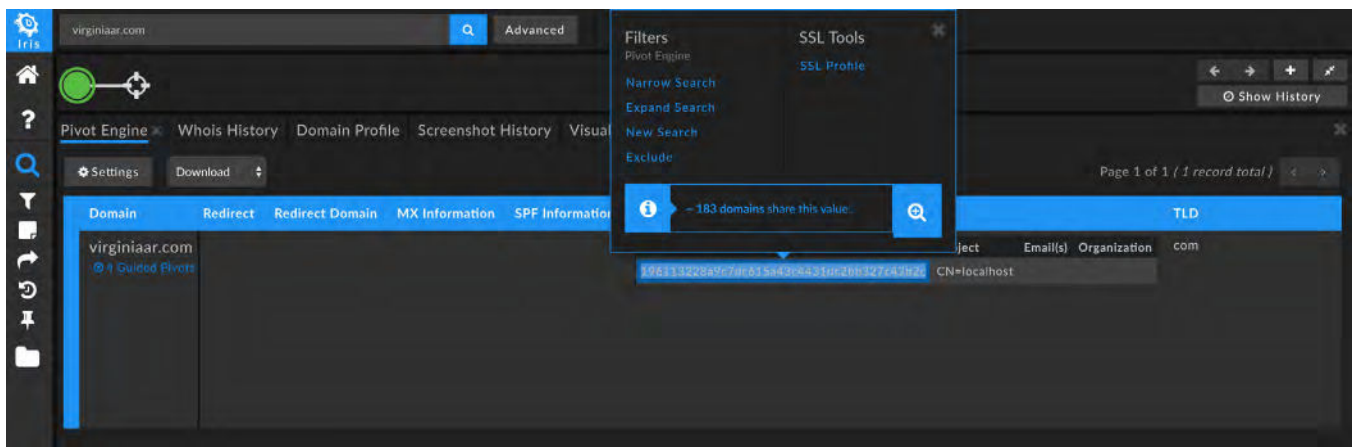 Iris
virginiaar.com
Advanced
Filters
Pivot Engine
Narrow Search
Expand Search
New Search
Exclude
SSL Tools
SSL Profile
~ 183 domains share this value.
Show History
Pivot Engine Whois History Domain Profile Screenshot History Visual
Settings Download
Page 1 of 1 ( 1 record total )
Domain Redirect Redirect Domain MX Information SPF Information TLD
virginiaar.com
4 Guided Pivots
Email(s) Organization com
CN=localhost